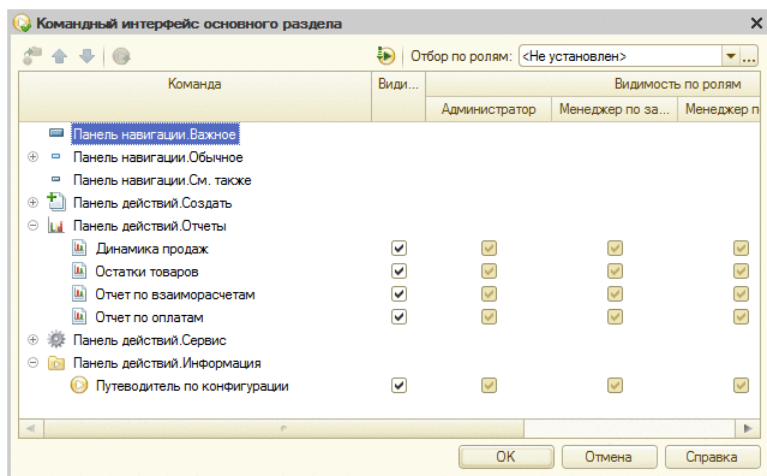 Командный интерфейс основного раздела
Отбор по ролям: <Не установлен>
Команда Види... Видимость по ролям
Администратор Менеджер по за... Менеджер п
Панель навигации.Важное
Панель навигации.Обычное
Панель навигации.См. также
Панель действий.Создать
Панель действий.Отчеты
Динамика продаж
Остатки товаров
Отчет по взаиморасчетам
Отчет по оплатам
Панель действий.Сервис
Панель действий.Информация
Путеводитель по конфигурации
OK Отмена Справка